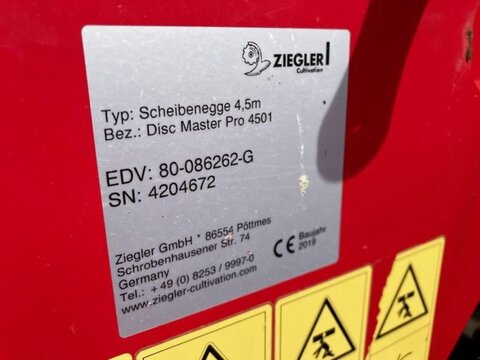 ZIEGLER
Cultivation
Typ: Scheibenegge 4,5m
Bez.: Disc Master Pro 4501
EDV: 80-086262-G
SN: 4204672
Ziegler GmbH * 86554 Pöttmes
Schrobenhausener Str. 74
Germany
Tel.: + 49 (0) 8253 / 9997-0
www.ziegler-cultivation.com
CE Baujahr
2019